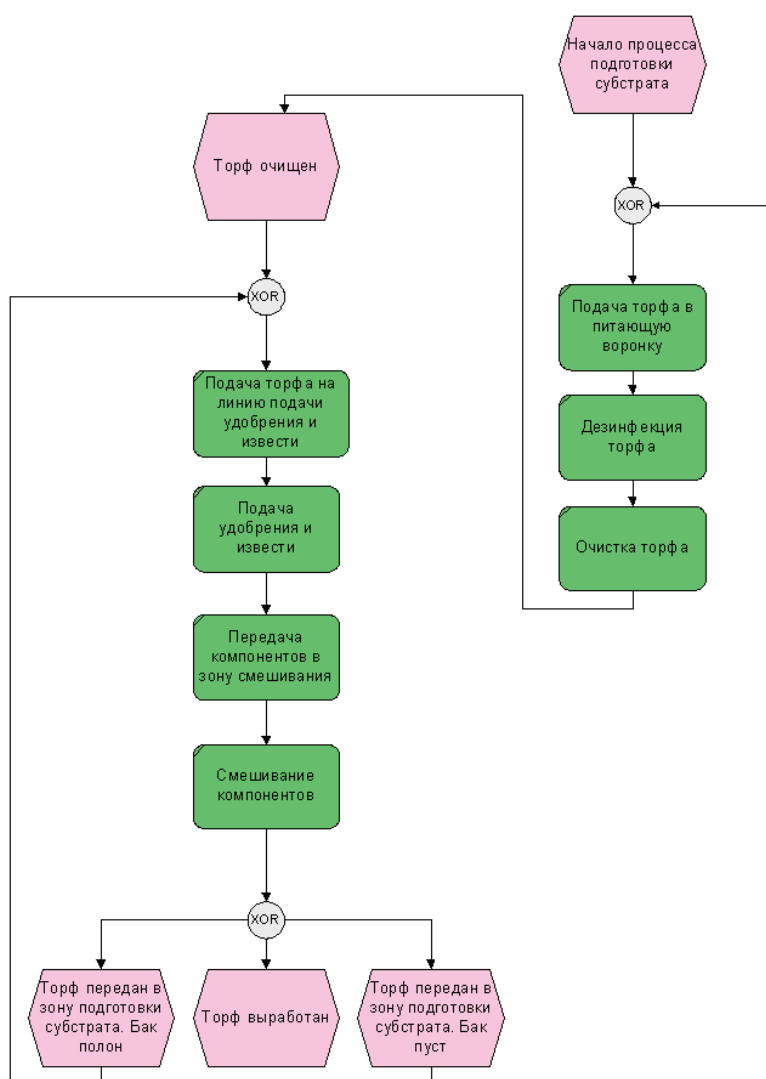 Начало процесса
подготовки
субстрата
XOR
Подача торфа в
питающую
воронку
Дезинфекция
торфа
Очистка торфа
Торф очищен
XOR
Подача торфа на
линию подачи
удобрения и
извести
Подача
удобрения и
извести
Передача
компонентов в
зону смешивания
Смешивание
компонентов
XOR
Торф передан в
зону подготовки
субстрата. Бак
полон
Торф выработан
Торф передан в
зону подготовки
субстрата. Бак
пуст